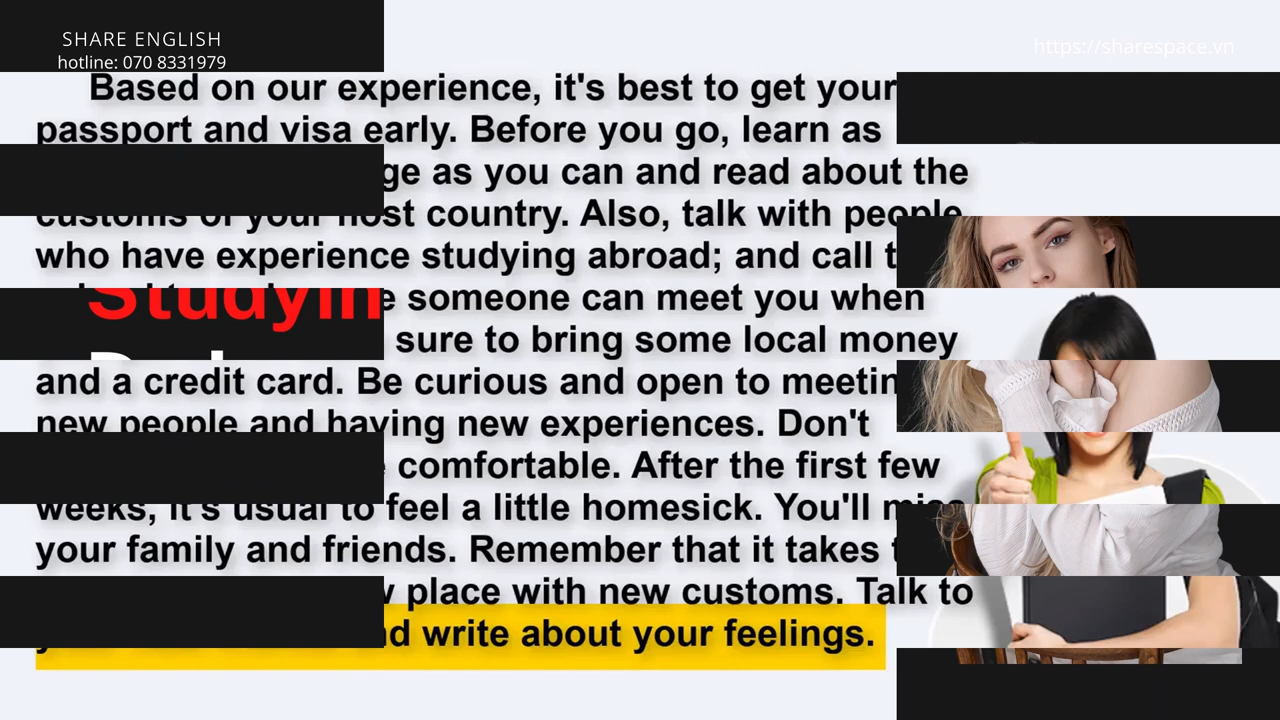 SHARE ENGLISH
hotline: 070 8331979
https://sharespace.vn
Based on our experience, it's best to get your
passport and visa early. Before you go, learn as
as you can and read about the
customs of your host country. Also, talk with people
who have experience studying abroad; and call
someone can meet you when
Studyin
sure to bring some local money
and a credit card. Be curious and open to meetin
new people and having new experiences. Don't
comfortable. After the first few
weeks, it's usual to feel a little homesick. You'll miss
your family and friends. Remember that it takes
place with new customs. Talk to
write about your feelings.